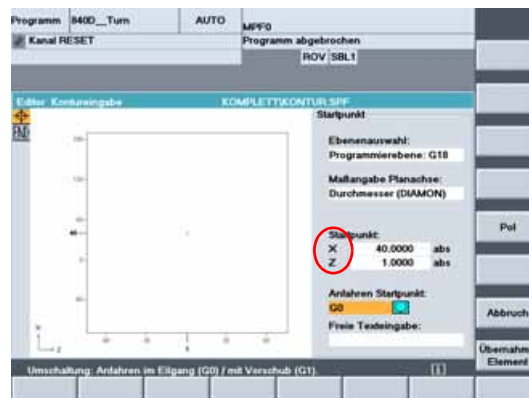 Programm 840D__Turn AUTO MPF0
Kanal RESET Programm abgebrochen
ROV SBL1
Editor Kontureingabe KOMPLETT\KONTUR.SPF
Startpunkt
END
Ebenenauswahl:
Programmierebene: G18
Maßangabe Planachse:
Durchmesser (DIAMON)
Pol
Startpunkt:
X 40.0000 abs
Z 1.0000 abs
Anfahren Startpunkt:
G0
Abbruch
Freie Texteingabe:
Übernahm
Element
Umschaltung: Anfahren im Eilgang (G0) / mit Vorschub (G1).